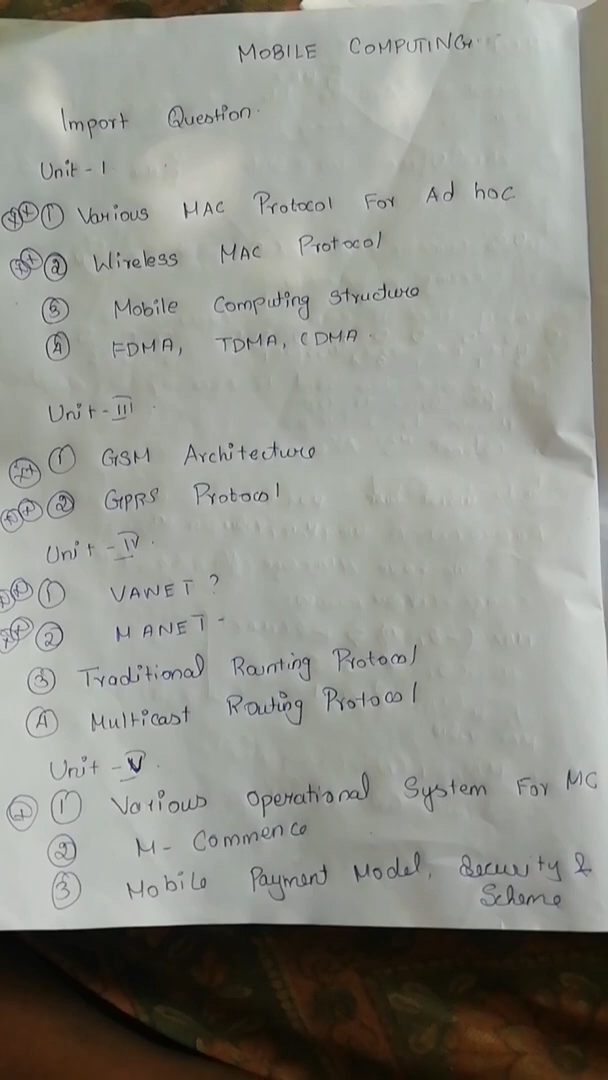 MOBILE COMPUTING
Import Question.
Unit - I
** ① Various MAC Protocol For Ad hoc
** ② Wireless MAC Protocol
③ Mobile Computing Structure
④ FDMA, TDMA, CDMA.
Unit - III.
* ① GSM Architecture
** ② GPRS Protocol
Unit - IV.
** ① VANET ?
** ② MANET -
③ Traditional Rounting Protocol
④ Multicast Routing Protocol
Unit - V.
* ① Various Operational System For MC
② M - Commence
③ Mobile Payment Model, Security &
Scheme